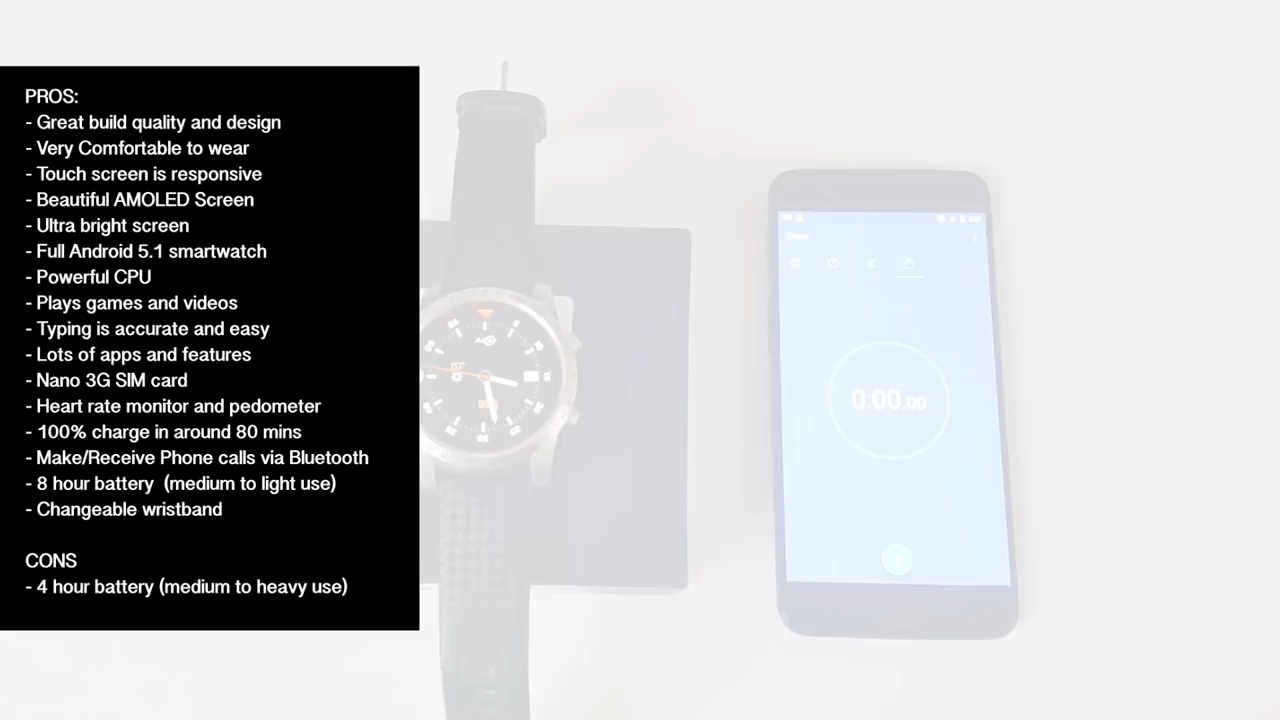 PROS:
- Great build quality and design
- Very Comfortable to wear
- Touch screen is responsive
- Beautiful AMOLED Screen
- Ultra bright screen
- Full Android 5.1 smartwatch
- Powerful CPU
- Plays games and videos
- Typing is accurate and easy
- Lots of apps and features
- Nano 3G SIM card
- Heart rate monitor and pedometer
- 100% charge in around 80 mins
- Make/Receive Phone calls via Bluetooth
- 8 hour battery  (medium to light use)
- Changeable wristband
CONS
- 4 hour battery (medium to heavy use)
0:00.00